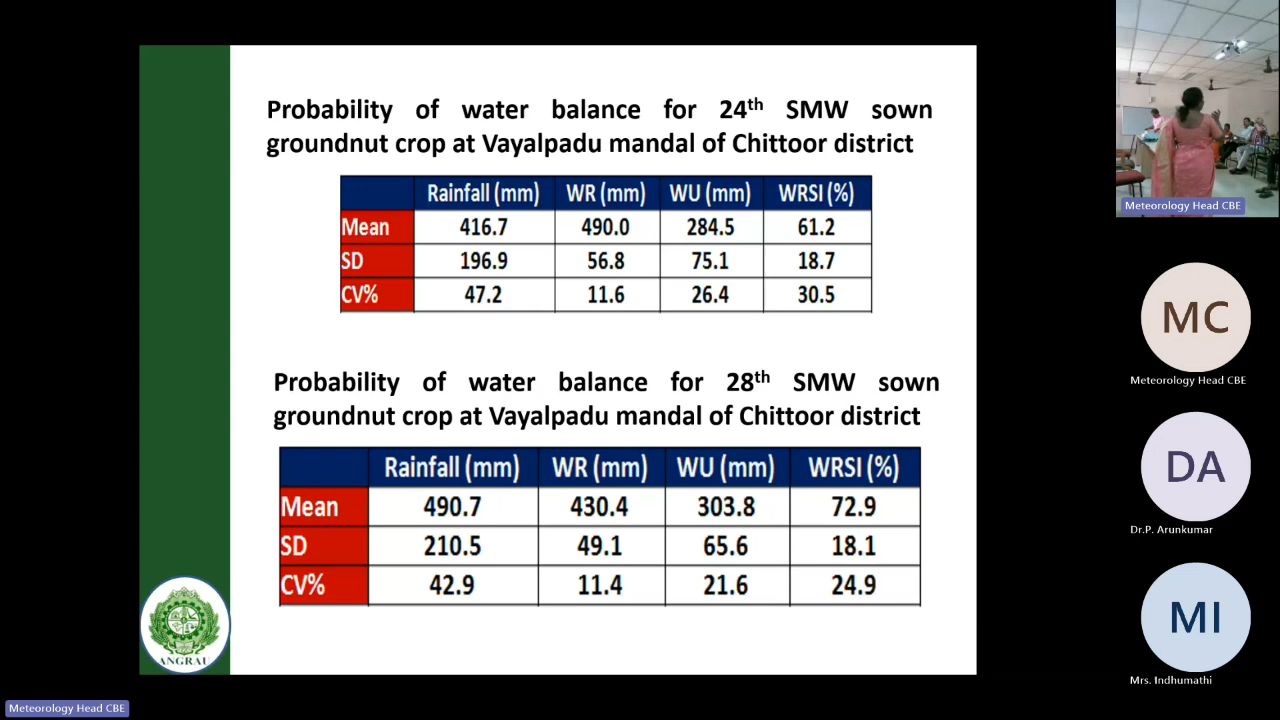 Probability of water balance for 24th SMW sown
groundnut crop at Vayalpadu mandal of Chittoor district
Rainfall (mm) WR (mm) WU (mm) WRSI (%)
Mean 416.7 490.0 284.5 61.2
SD 196.9 56.8 75.1 18.7
CV% 47.2 11.6 26.4 30.5
Probability of water balance for 28th SMW sown
groundnut crop at Vayalpadu mandal of Chittoor district
Rainfall (mm) WR (mm) WU (mm) WRSI (%)
Mean 490.7 430.4 303.8 72.9
SD 210.5 49.1 65.6 18.1
CV% 42.9 11.4 21.6 24.9
ANGRAU
Meteorology Head CBE
Meteorology Head CBE
MC
Meteorology Head CBE
DA
Dr.P. Arunkumar
MI
Mrs. Indhumathi